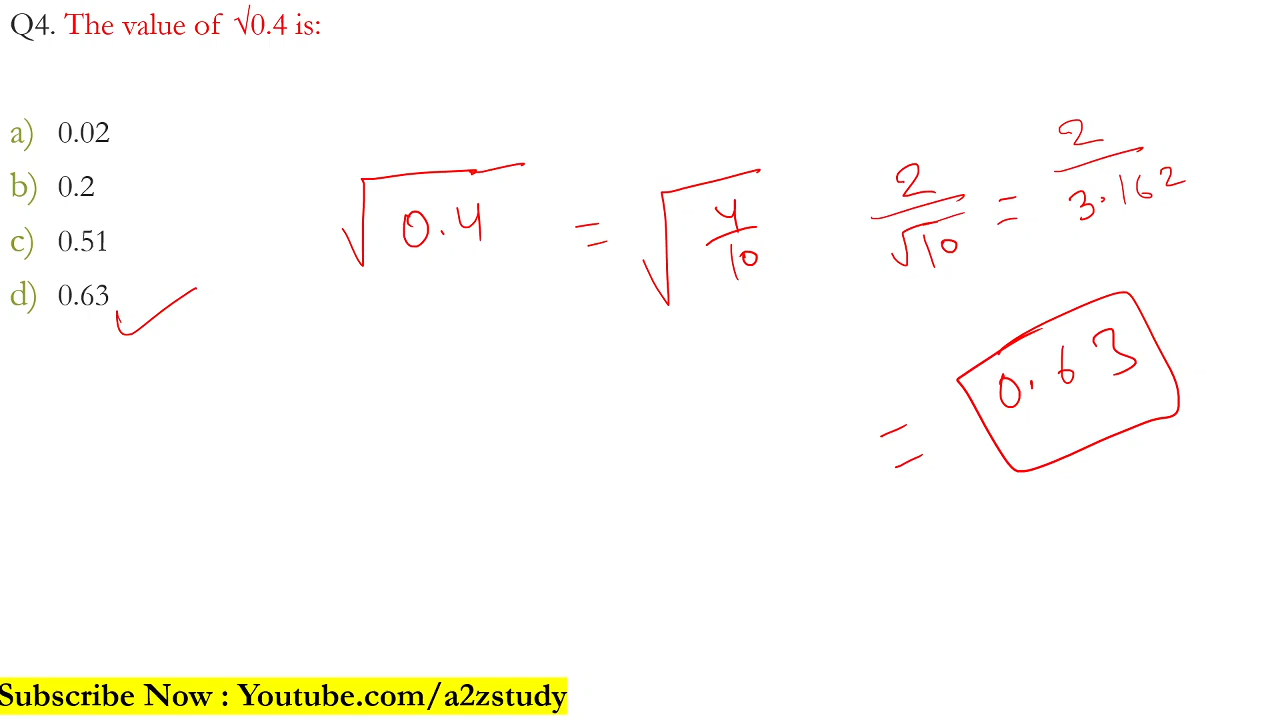 Q4. The value of √0.4 is:
a) 0.02
b) 0.2
c) 0.51
d) 0.63
√0.4 = √4/10 2/√10 = 2/3.162
= 0.63
Subscribe Now : Youtube.com/a2zstudy